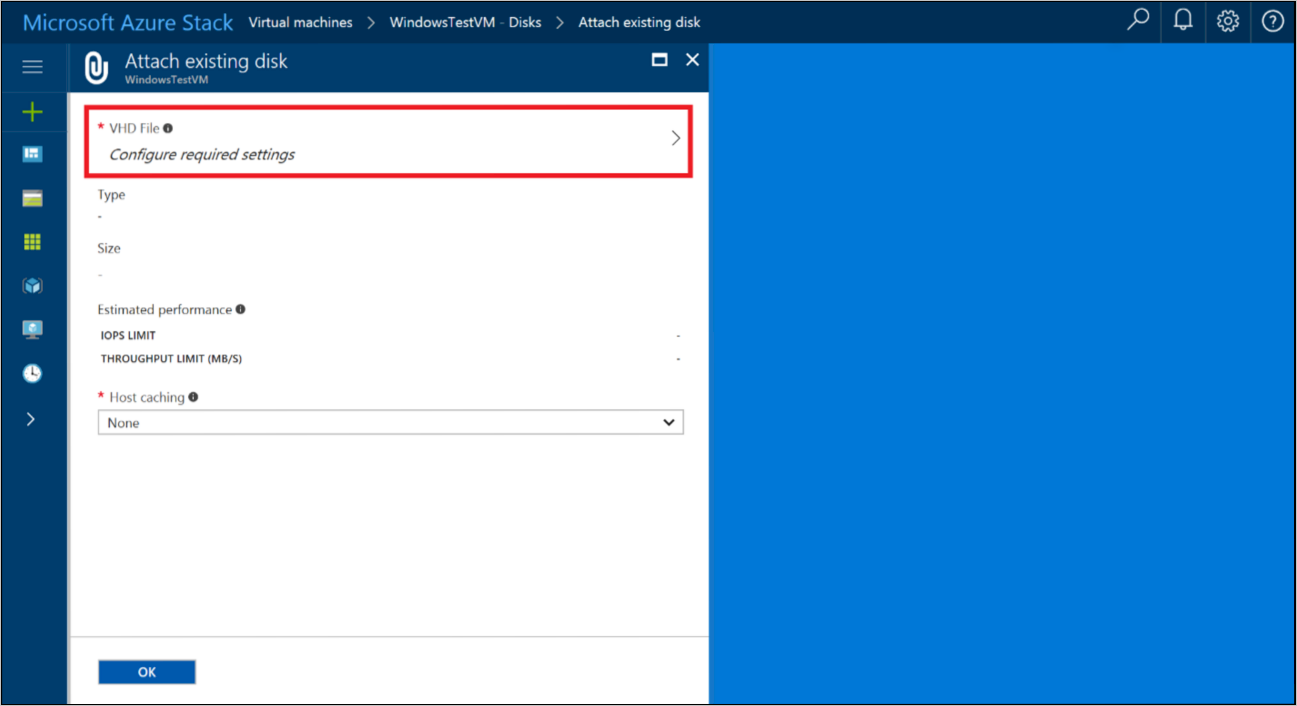 Microsoft Azure Stack Virtual machines > WindowsTestVM - Disks > Attach existing disk
Attach existing disk
WindowsTestVM
* VHD File
Configure required settings
Type
-
Size
-
Estimated performance
IOPS LIMIT -
THROUGHPUT LIMIT (MB/S) -
* Host caching
None
OK